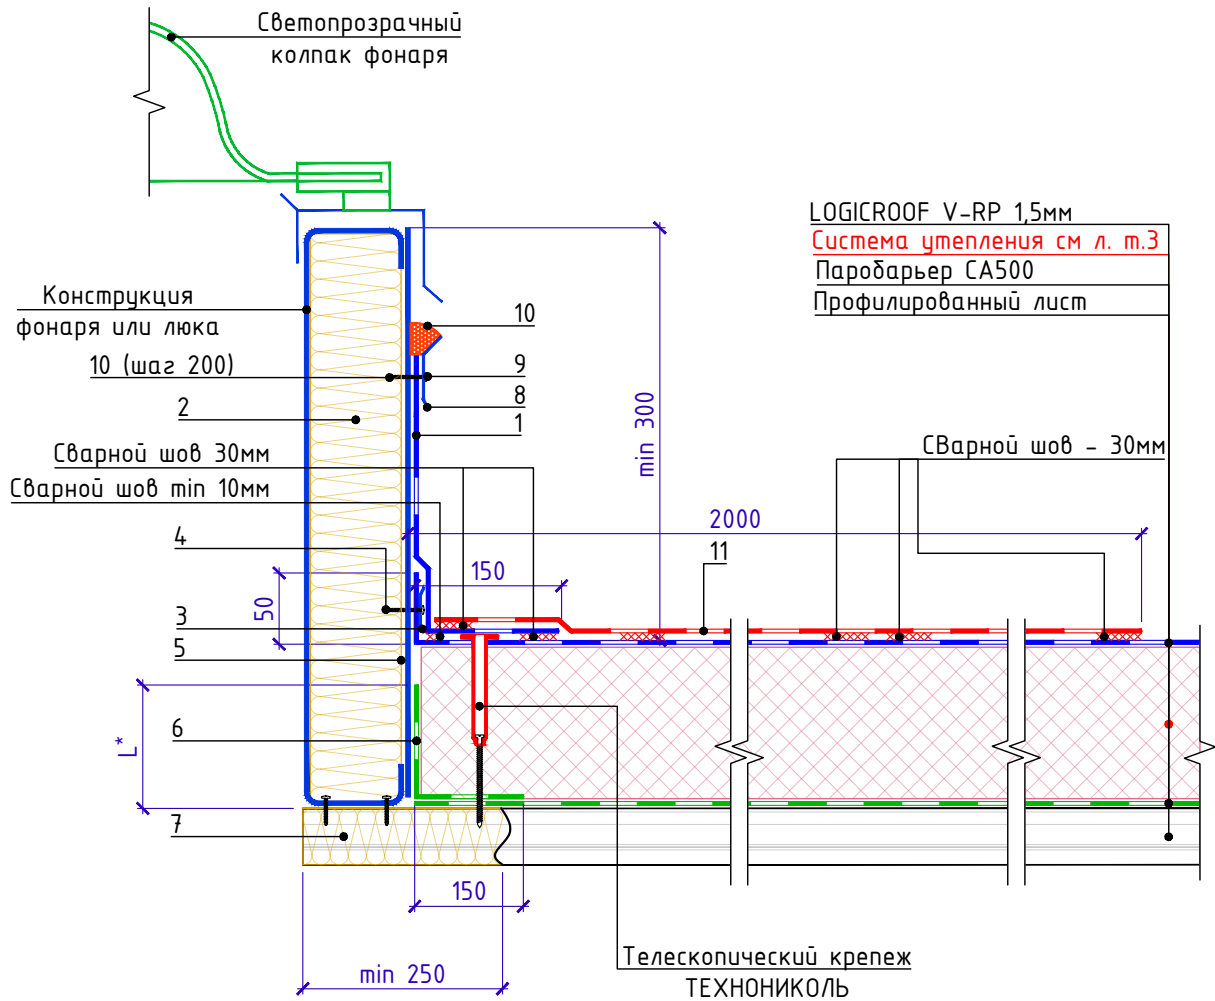 Светопрозрачный
колпак фонаря
LOGICROOF V-RP 1,5мм
Система утепления см л. т.3
Паробарьер СА500
Профилированный лист
Конструкция
фонаря или люка
10
10 (шаг 200)
9
8
2
1
min 300
Сварной шов 30мм
СВарной шов - 30мм
Сварной шов min 10мм
2000
4
11
150
50
3
5
6
L*
7
150
min 250
Телескопический крепеж
ТЕХНОНИКОЛЬ